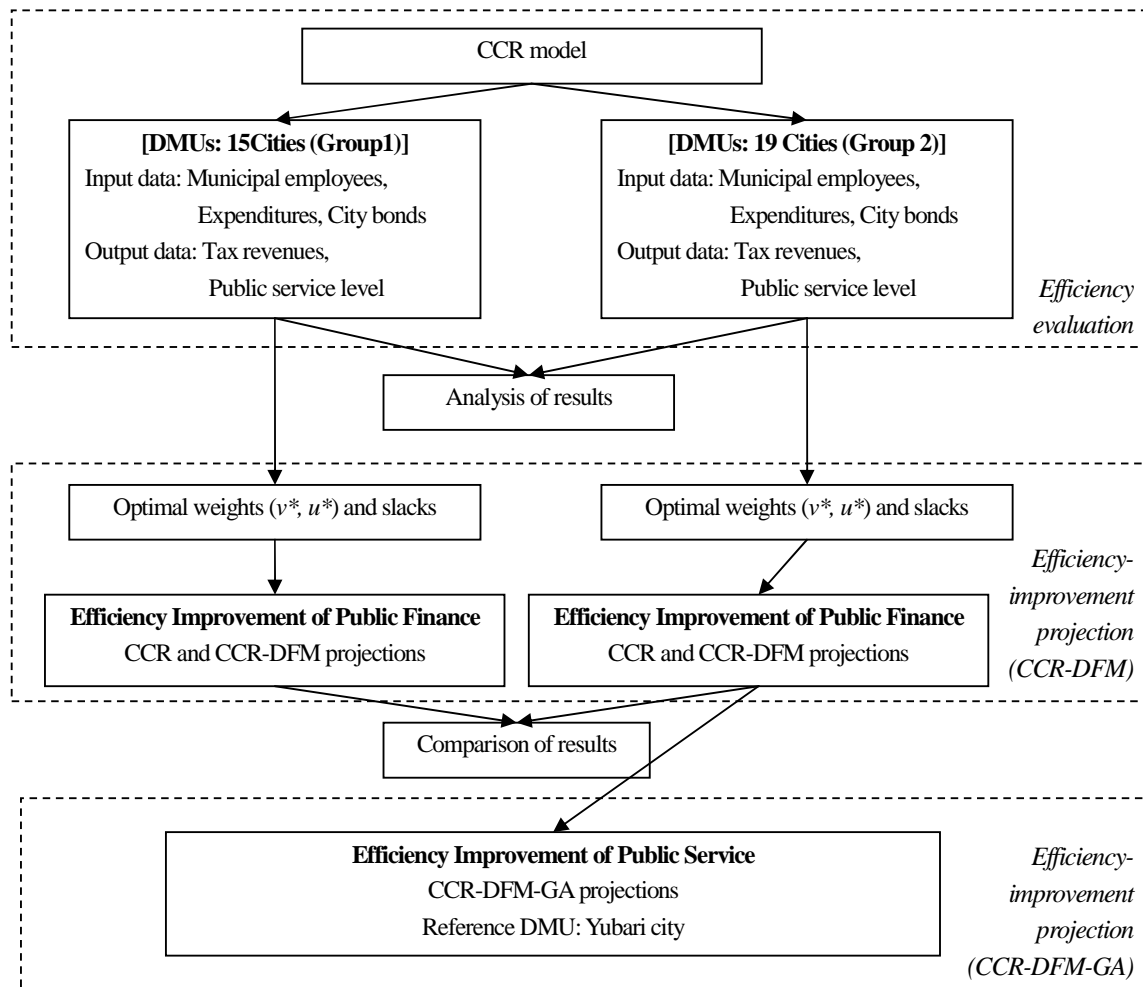 CCR model
[DMUs: 15Cities (Group1)]
Input data: Municipal employees,
Expenditures, City bonds
Output data: Tax revenues,
Public service level
[DMUs: 19 Cities (Group 2)]
Input data: Municipal employees,
Expenditures, City bonds
Output data: Tax revenues,
Public service level
Efficiency
evaluation
Analysis of results
Optimal weights (v*, u*) and slacks
Optimal weights (v*, u*) and slacks
Efficiency Improvement of Public Finance
CCR and CCR-DFM projections
Efficiency Improvement of Public Finance
CCR and CCR-DFM projections
Efficiency-
improvement
projection
(CCR-DFM)
Comparison of results
Efficiency Improvement of Public Service
CCR-DFM-GA projections
Reference DMU: Yubari city
Efficiency-
improvement
projection
(CCR-DFM-GA)